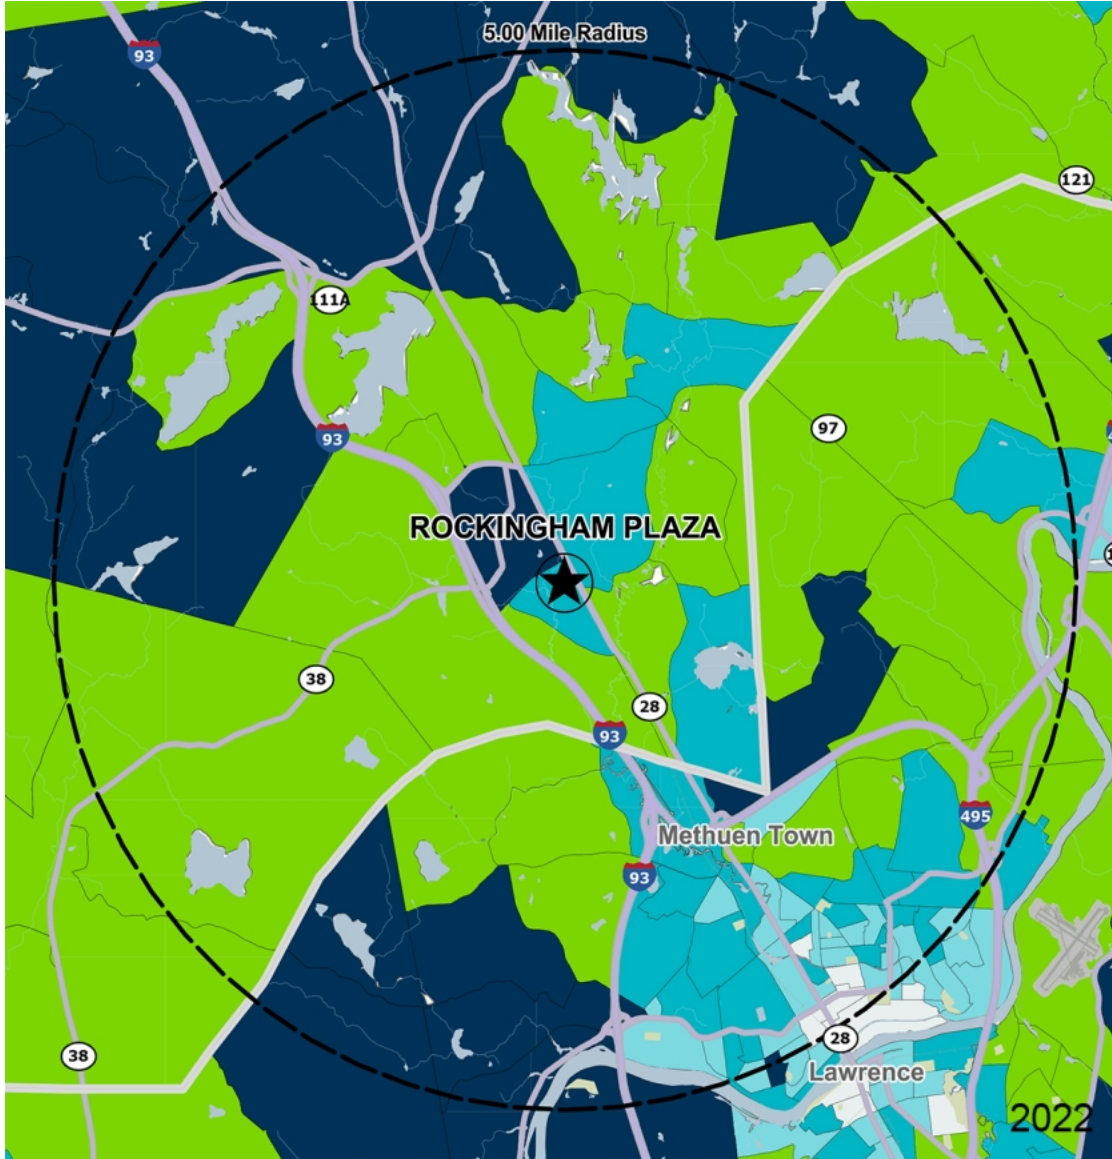 5.00 Mile Radius
93
121
111A
93
97
ROCKINGHAM PLAZA
38
28
93
495
Methuen Town
93
38
28
Lawrence
2022